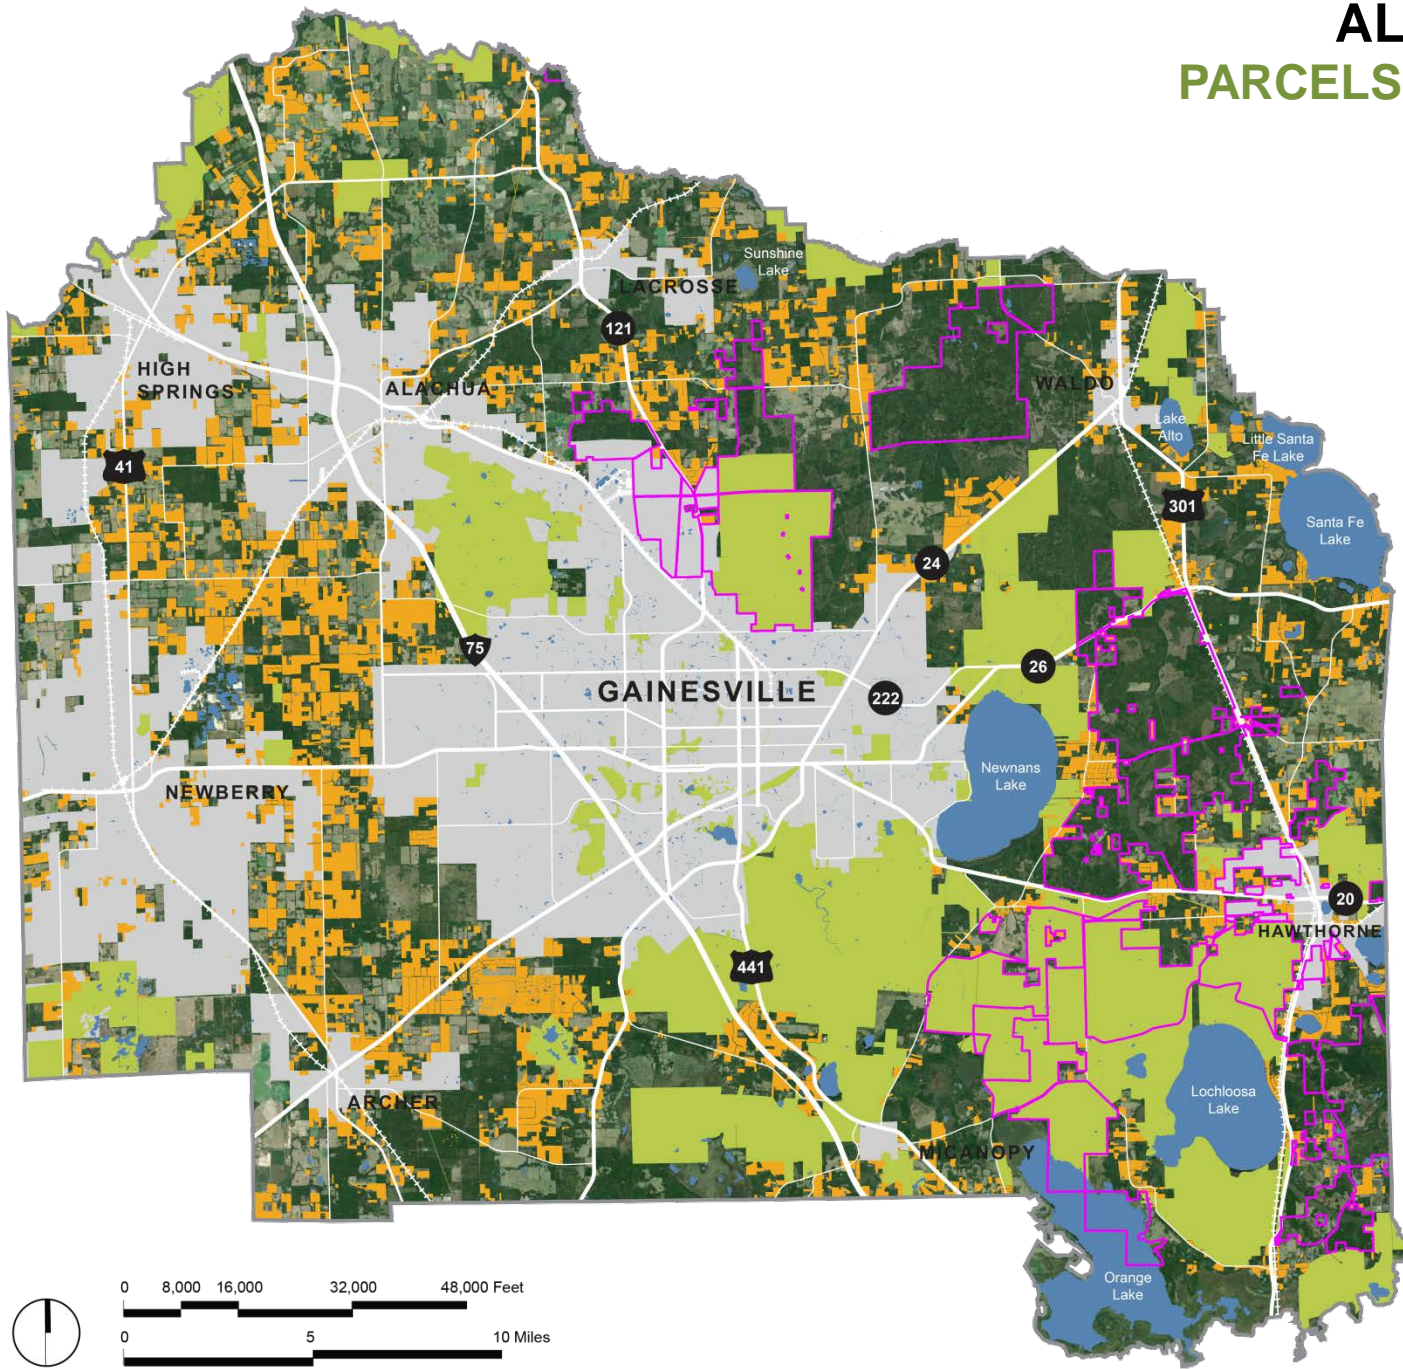 AL
PARCELS
Sunshine
Lake
LACROSSE
121
HIGH
SPRINGS
ALACHUA
WALDO
Lake
Alto
Little Santa
Fe Lake
41
301
Santa Fe
Lake
24
75
26
GAINESVILLE
222
Newnans
Lake
NEWBERRY
20
HAWTHORNE
441
Lochloosa
Lake
ARCHER
MICANOPY
Orange
Lake
0 8,000 16,000 32,000 48,000 Feet
0 5 10 Miles